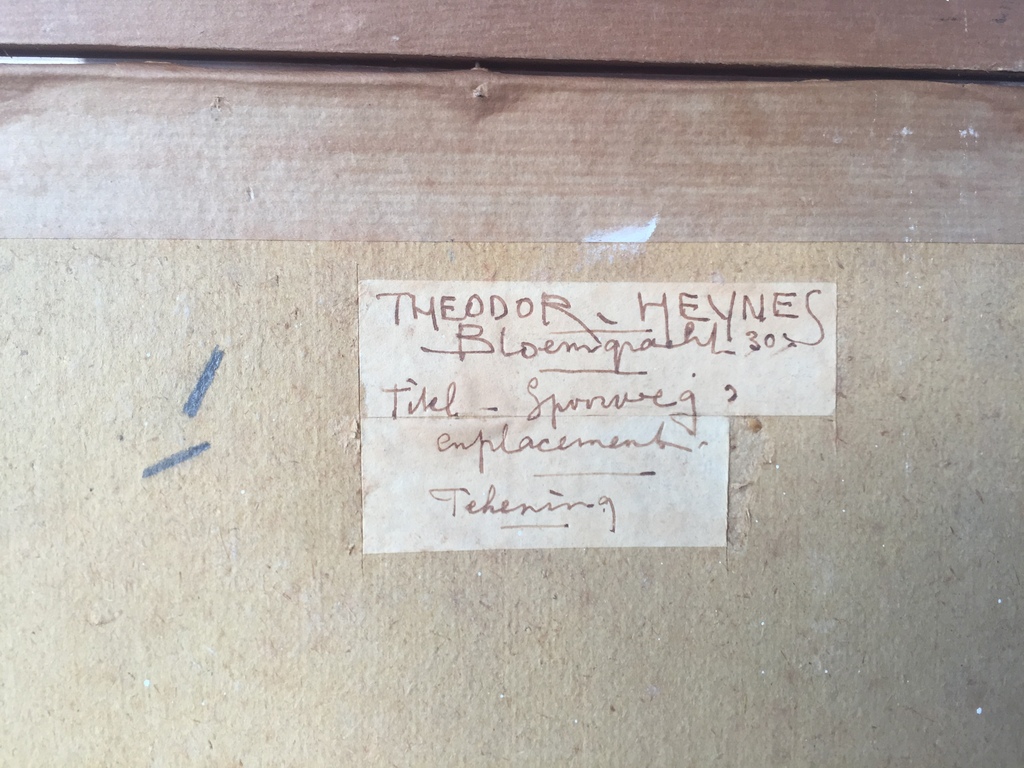 THEODOR - HEYNES
Bloemgracht 30
Titel - Spoorweg
emplacement.
Tekening